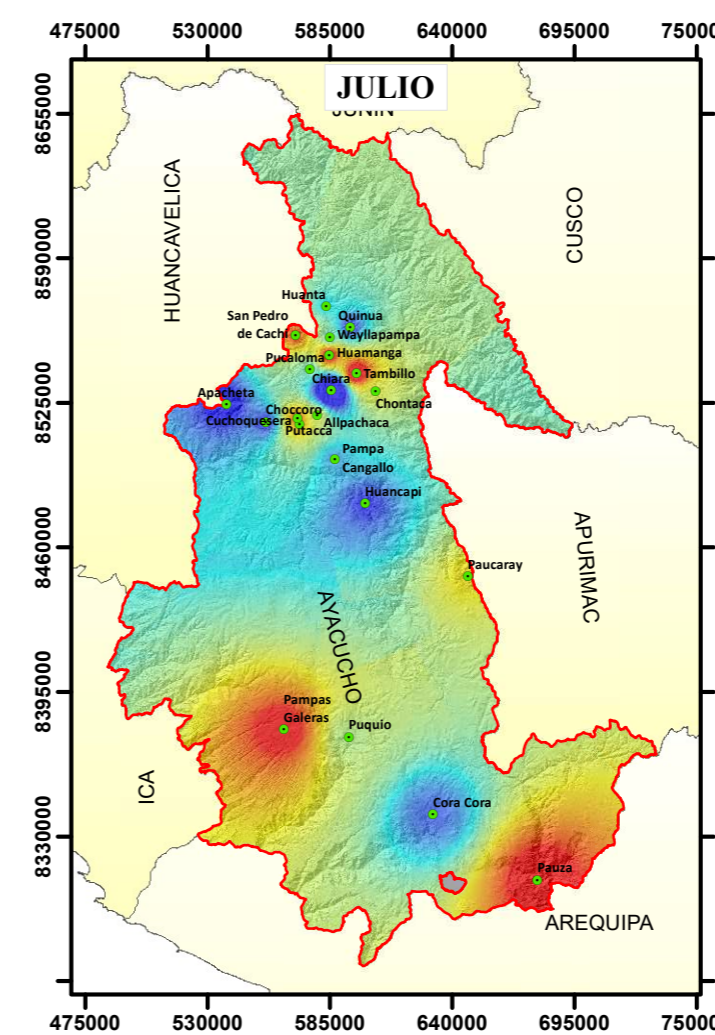 475000 530000 585000 640000 695000
JULIO
JUNIN
8655000
HUANCAVELICA
CUSCO
8590000
Huanta
San Pedro
de Cachi
Quinua
Wayllapampa
Huamanga
Pucaloma
Tambillo
Chiara
Apacheta
Chontaca
8525000
Choccoro
Cuchoquesera
Allpachaca
Putacca
Pampa
Cangallo
Huancapi
8460000
APURIMAC
Paucaray
AYACUCHO
8395000
Pampas
Galeras
Puquio
ICA
Cora Cora
8330000
Pauza
AREQUIPA
475000 530000 585000 640000 695000